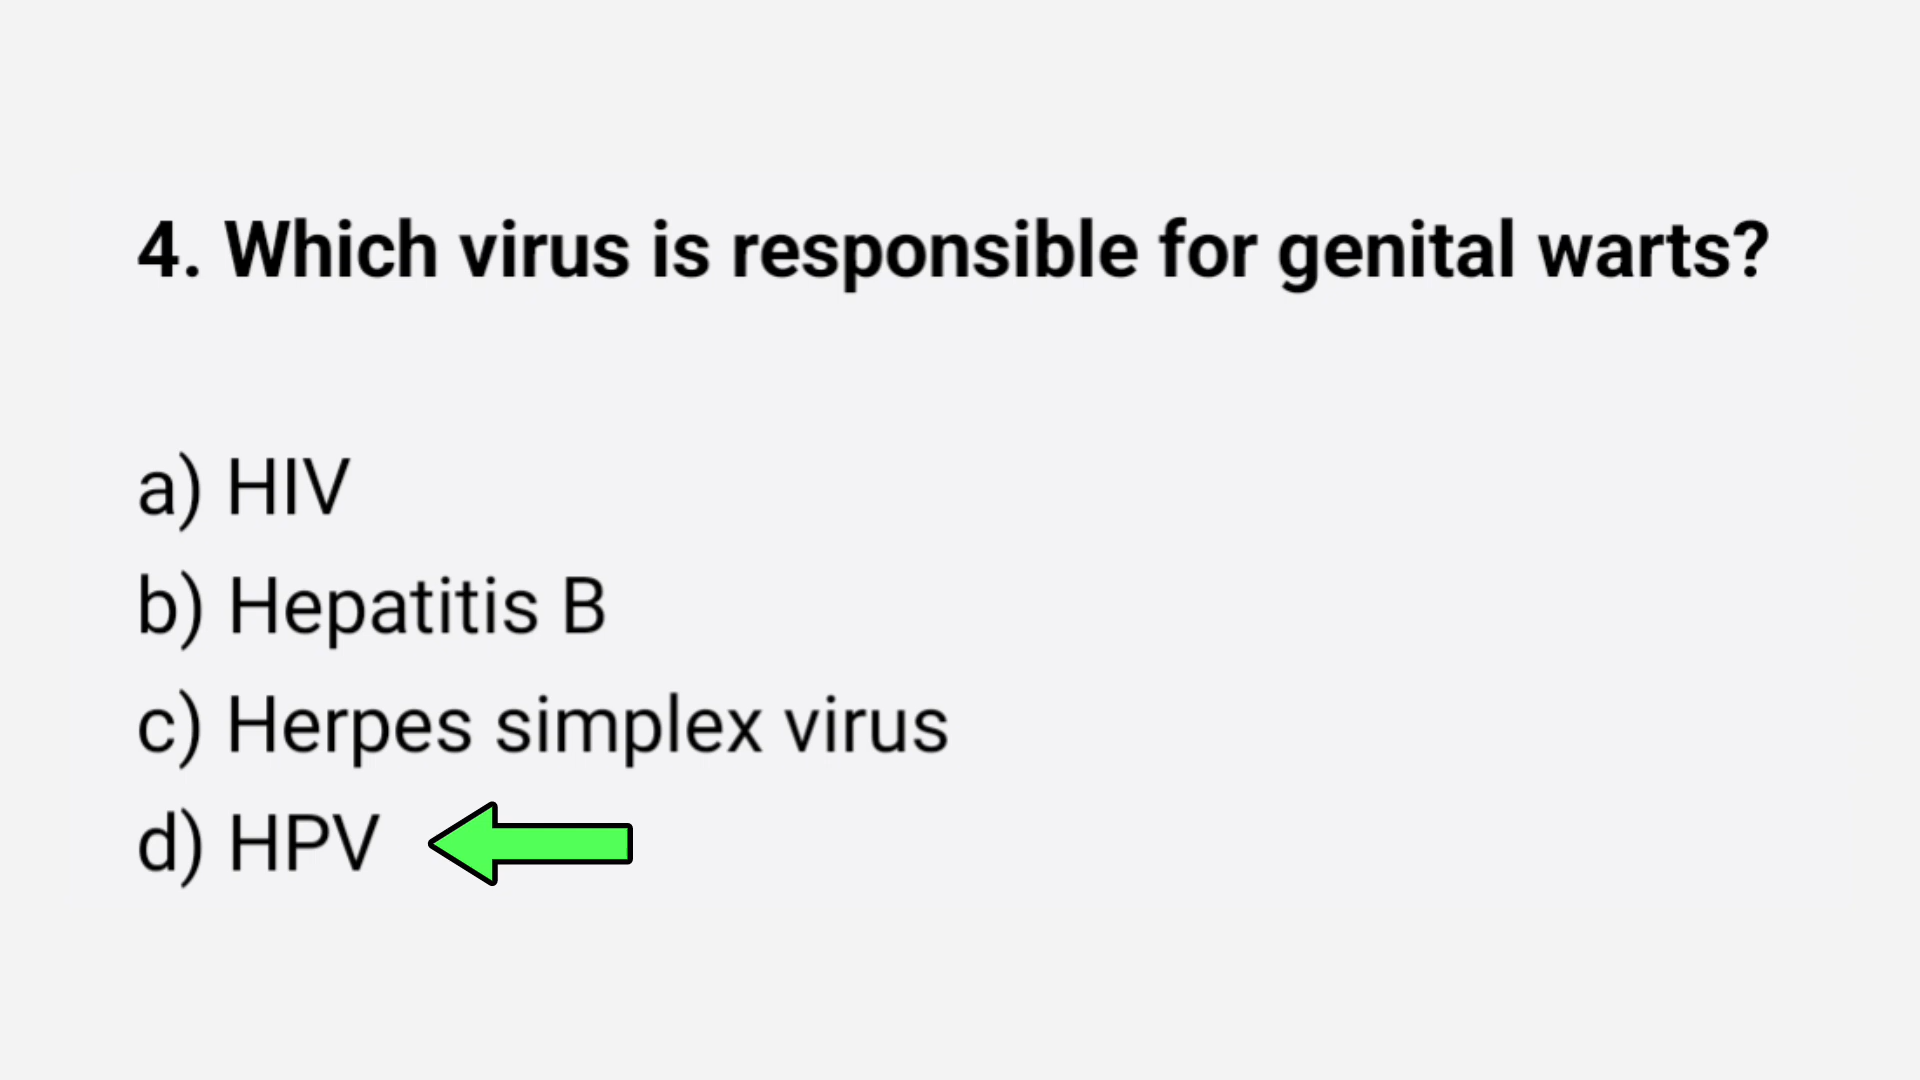 4. Which virus is responsible for genital warts?
a) HIV
b) Hepatitis B
c) Herpes simplex virus
d) HPV